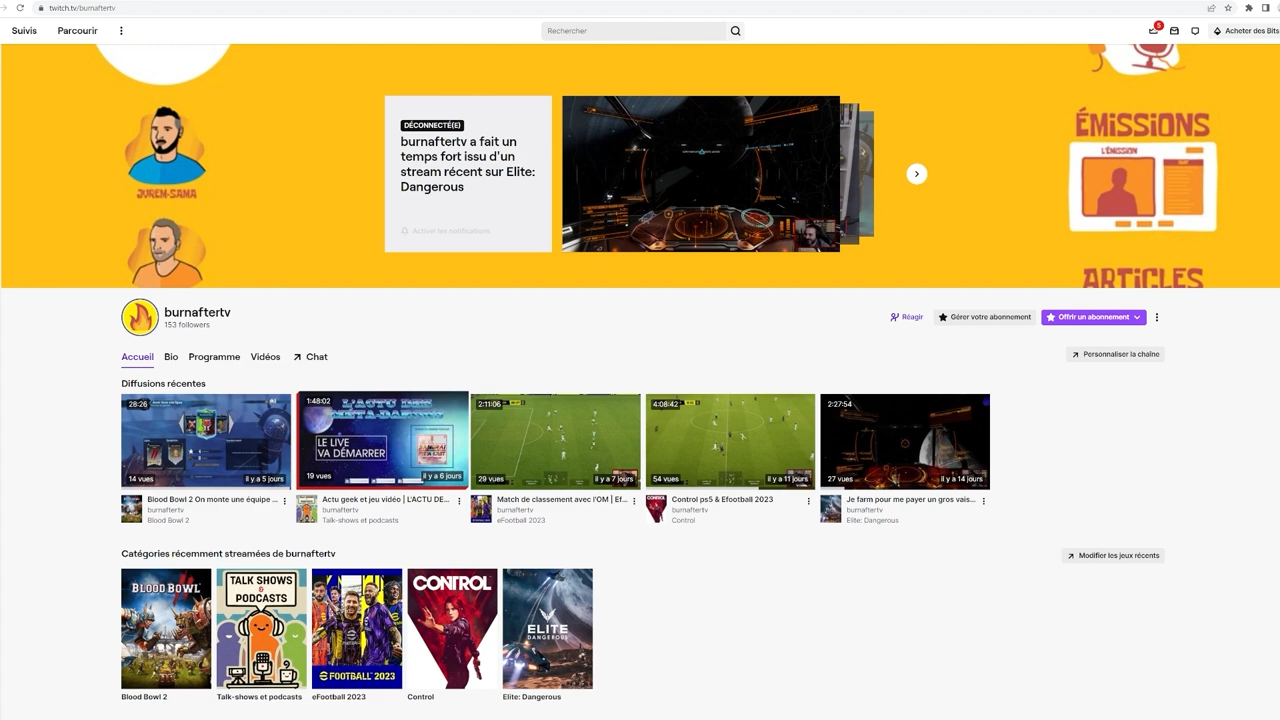 twitch.tv/burnaftertv
Suivis
Parcourir
Rechercher
5
Acheter des Bits
JVREM-SAMA
DÉCONNECTÉ(E)
burnaftertv a fait un
temps fort issu d'un
stream récent sur Elite:
Dangerous
Activer les notifications
ÉMISSIONS
L'ÉMISSION
ARTICLES
burnaftertv
153 followers
Réagir
Gérer votre abonnement
Offrir un abonnement
Accueil
Bio
Programme
Vidéos
Chat
Personnaliser la chaîne
Diffusions récentes
28:26
14 vues
il y a 5 jours
1:48:02
L'ACTU DES
LE LIVE
VA DÉMARRER
19 vues
il y a 6 jours
2:11:06
29 vues
il y a 7 jours
4:08:42
54 vues
il y a 11 jours
2:27:54
27 vues
il y a 14 jours
Blood Bowl 2 On monte une équipe ...
burnaftertv
Blood Bowl 2
Actu geek et jeu vidéo | L'ACTU DE...
burnaftertv
Talk-shows et podcasts
Match de classement avec l'OM | Ef...
burnaftertv
eFootball 2023
Control ps5 & Efootball 2023
burnaftertv
Control
Je farm pour me payer un gros vais...
burnaftertv
Elite: Dangerous
Catégories récemment streamées de burnaftertv
Modifier les jeux récents
BLOOD BOWL
TALK SHOWS
&
PODCASTS
eFOOTBALL 2023
CONTROL
ELITE
DANGEROUS
Blood Bowl 2
Talk-shows et podcasts
eFootball 2023
Control
Elite: Dangerous